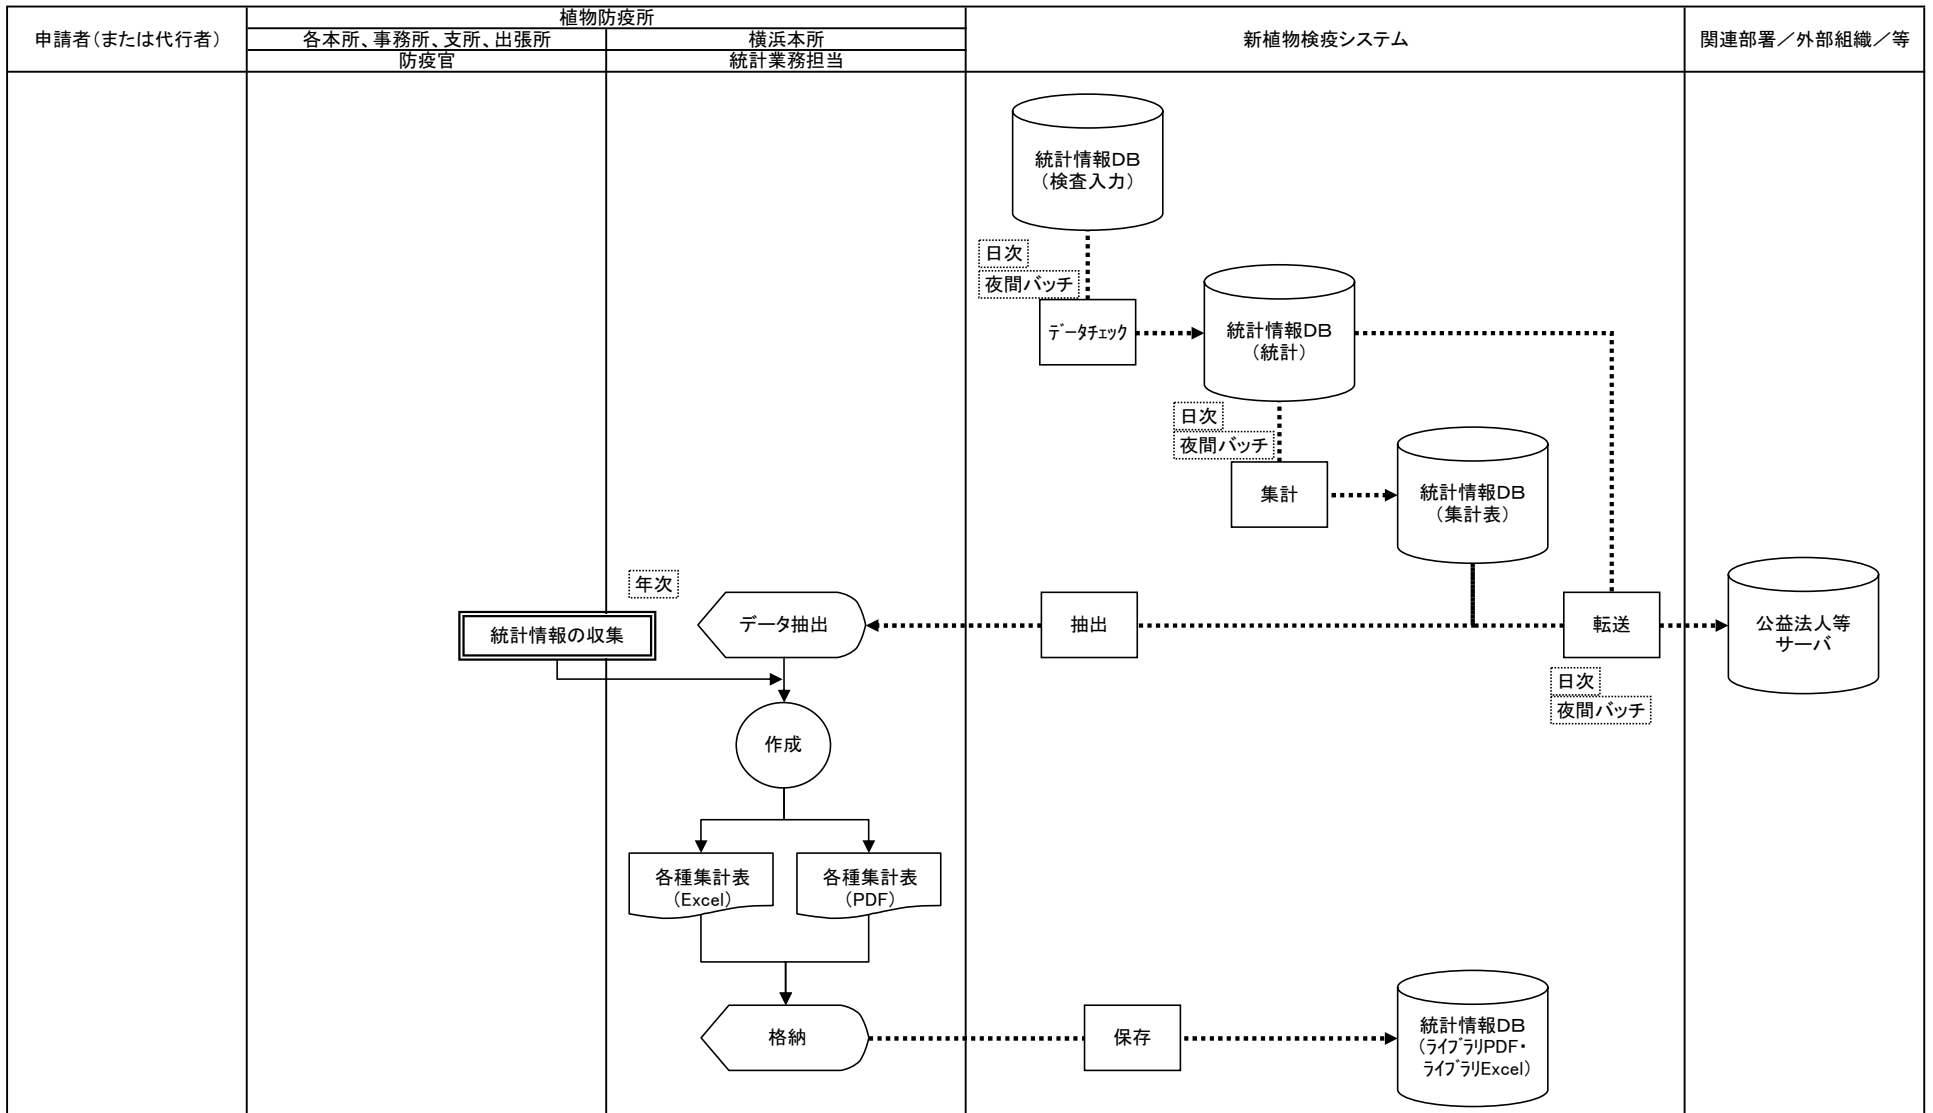 植物防疫所
申請者(または代行者)
各本所、事務所、支所、出張所
横浜本所
新植物検疫システム
関連部署／外部組織／等
防疫官
統計業務担当
統計情報DB
(検査入力)
日次
夜間バッチ
ﾃﾞｰﾀﾁｪｯｸ
統計情報DB
(統計)
日次
夜間バッチ
集計
統計情報DB
(集計表)
年次
統計情報の収集
データ抽出
抽出
転送
公益法人等
サーバ
日次
夜間バッチ
作成
各種集計表
(Excel)
各種集計表
(PDF)
格納
保存
統計情報DB
(ﾗｲﾌﾞﾗﾘPDF・
ﾗｲﾌﾞﾗﾘExcel)